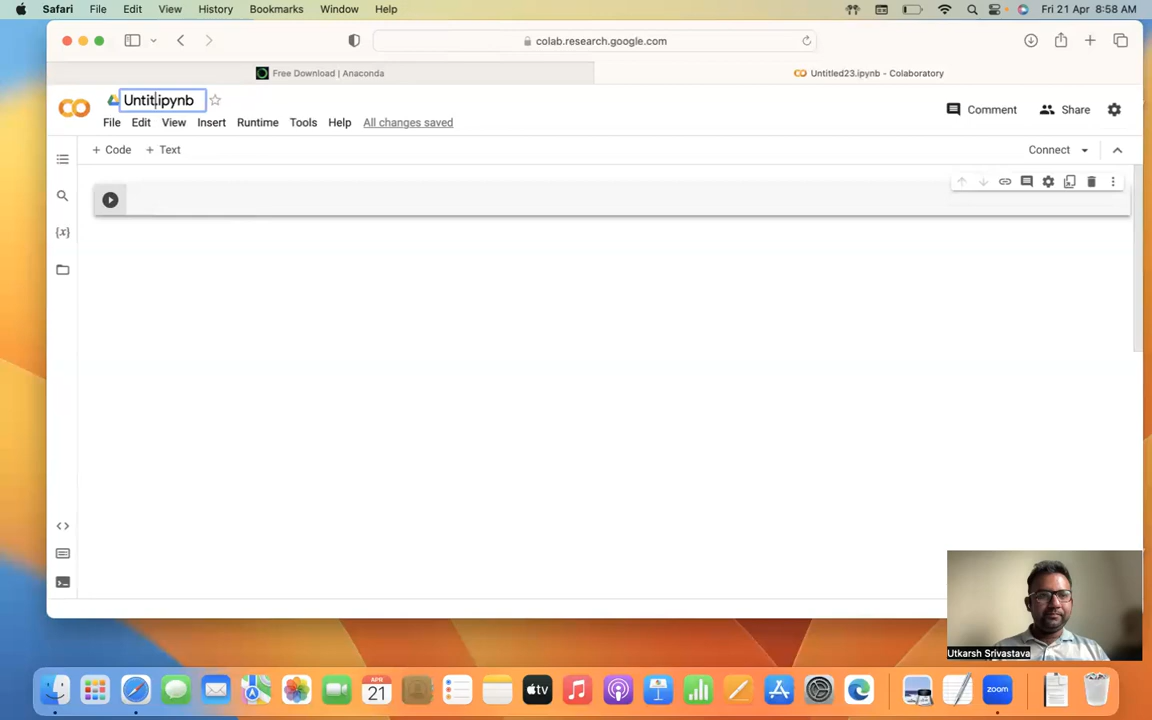 Safari File Edit View History Bookmarks Window Help Fri 21 Apr 8:58 AM
colab.research.google.com
Free Download | Anaconda Untitled23.ipynb - Colaboratory
Untit.ipynb
Comment Share
File Edit View Insert Runtime Tools Help All changes saved
+ Code + Text Connect
{x}
Utkarsh Srivastava
APR
21
tv
zoom